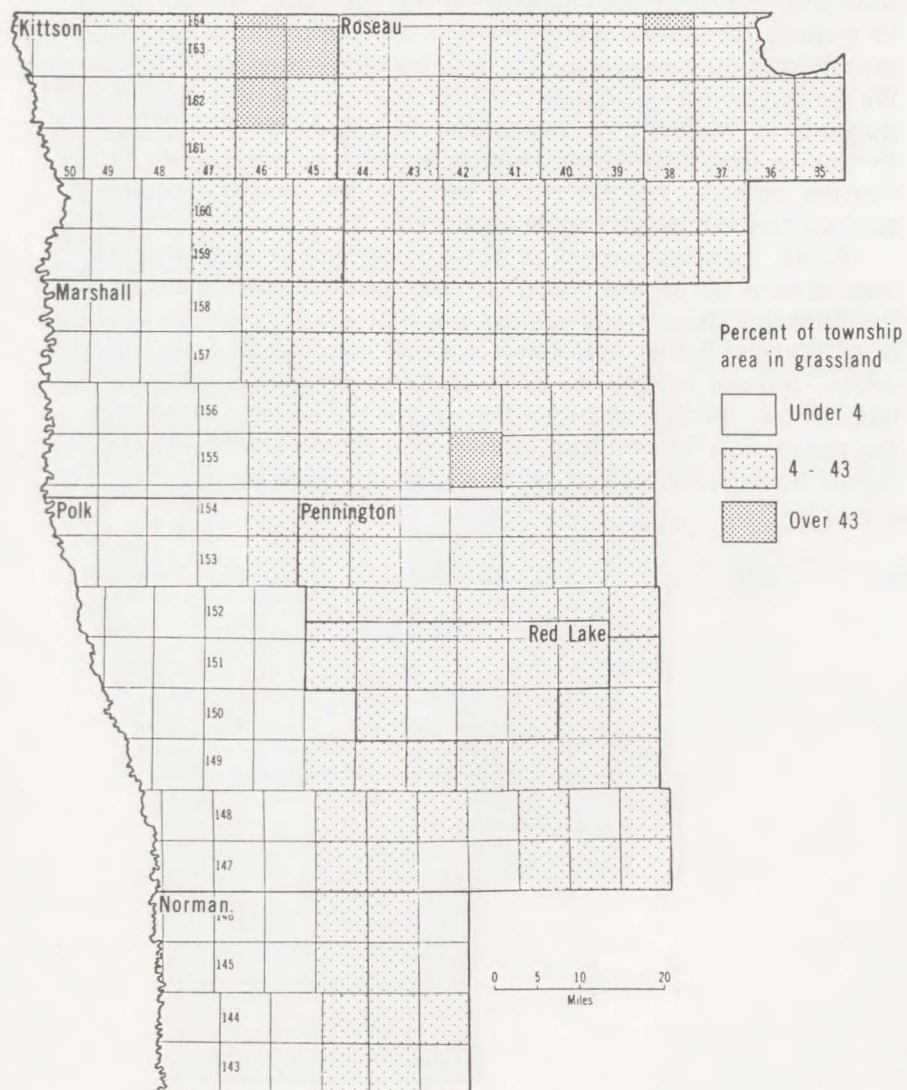 Kittson
164
Roseau
163
162
161
50 49 48 47 46 45 44 43 42 41 40 39 38 37 36 35
160
159
Marshall
158
157
156
155
Polk
154
Pennington
153
152
Red Lake
151
150
149
148
147
Norman
146
145
144
143
Percent of township
area in grassland
Under 4
4 - 43
Over 43
0 5 10 20
Miles